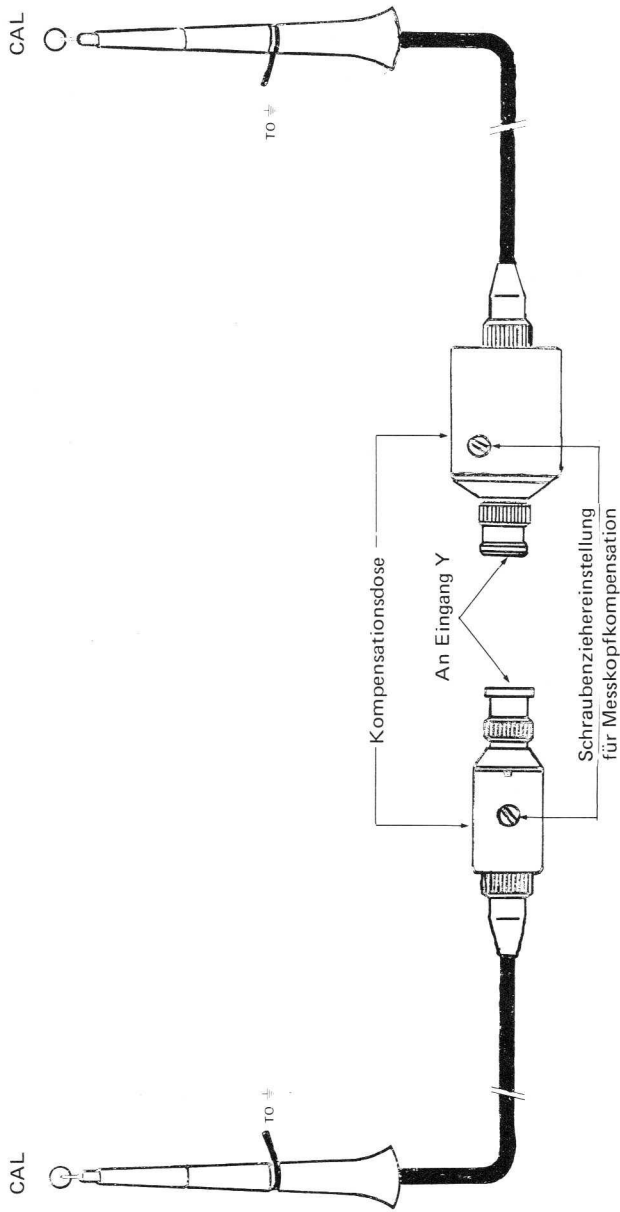 CAL
CAL
TO ⏚
TO ⏚
Kompensationsdose
An Eingang Y
Schraubenziehereinstellung
für Messkopfkompensation